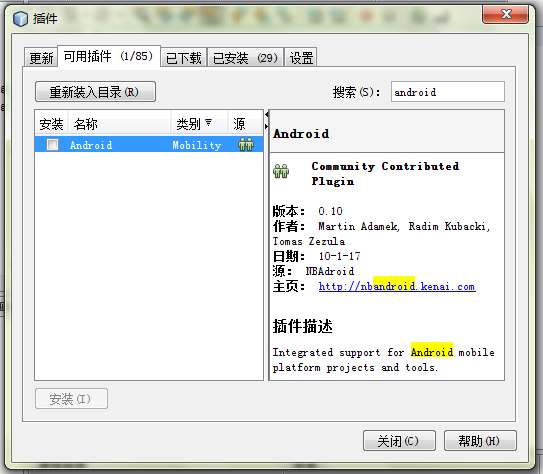 插件
更新 可用插件 (1/85) 已下载 已安装 (29) 设置
重新装入目录(R) 搜索(S): android
安装 名称 类别 源
Android Mobility
Android
Community Contributed
Plugin
版本: 0.10
作者: Martin Adamek, Radim Kubacki,
Tomas Zezula
日期: 10-1-17
源: NBAdroid
主页: http://nbandroid.kenai.com
插件描述
Integrated support for Android mobile
platform projects and tools.
安装(I)
关闭(C) 帮助(H)